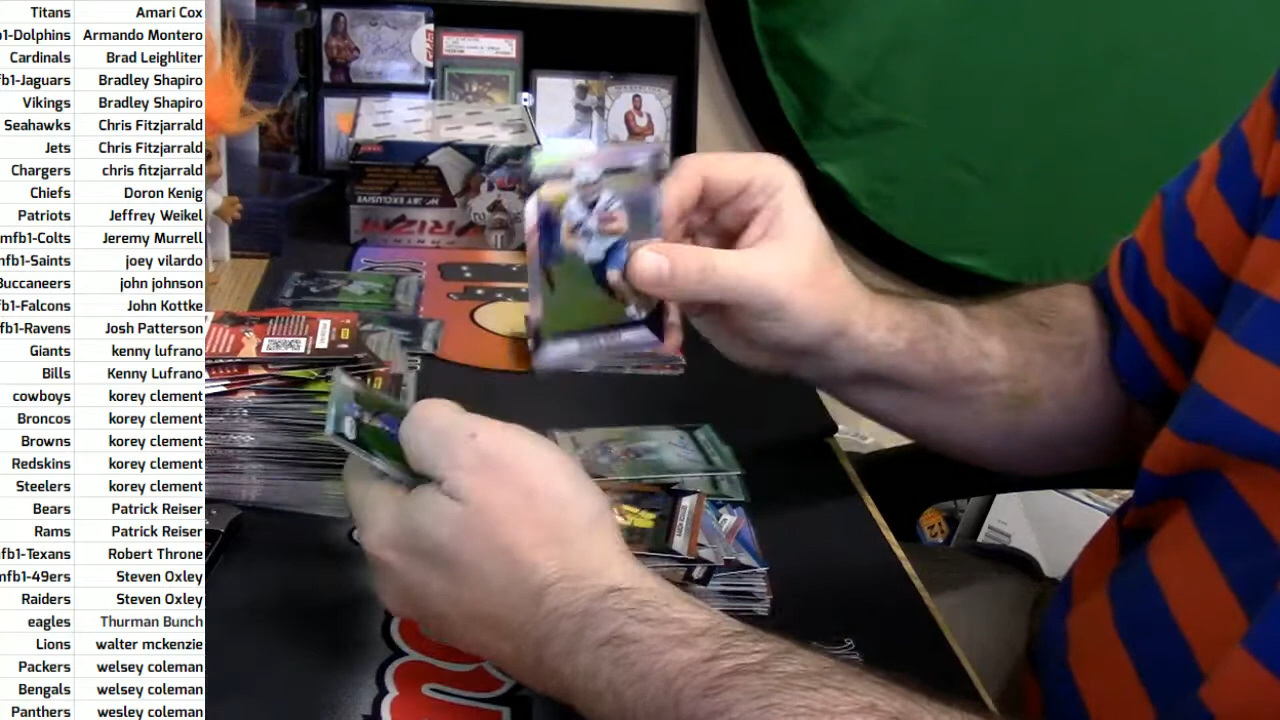 Titans Amari Cox
1-Dolphins Armando Montero
Cardinals Brad Leighliter
fb1-Jaguars Bradley Shapiro
Vikings Bradley Shapiro
Seahawks Chris Fitzjarrald
Jets Chris Fitzjarrald
Chargers chris fitzjarrald
Chiefs Doron Kenig
Patriots Jeffrey Weikel
mfb1-Colts Jeremy Murrell
mfb1-Saints joey vilardo
Buccaneers john johnson
fb1-Falcons John Kottke
fb1-Ravens Josh Patterson
Giants kenny lufrano
Bills Kenny Lufrano
cowboys korey clement
Broncos korey clement
Browns korey clement
Redskins korey clement
Steelers korey clement
Bears Patrick Reiser
Rams Patrick Reiser
fb1-Texans Robert Throne
mfb1-49ers Steven Oxley
Raiders Steven Oxley
eagles Thurman Bunch
Lions walter mckenzie
Packers welsey coleman
Bengals welsey coleman
Panthers wesley coleman
PRIZM